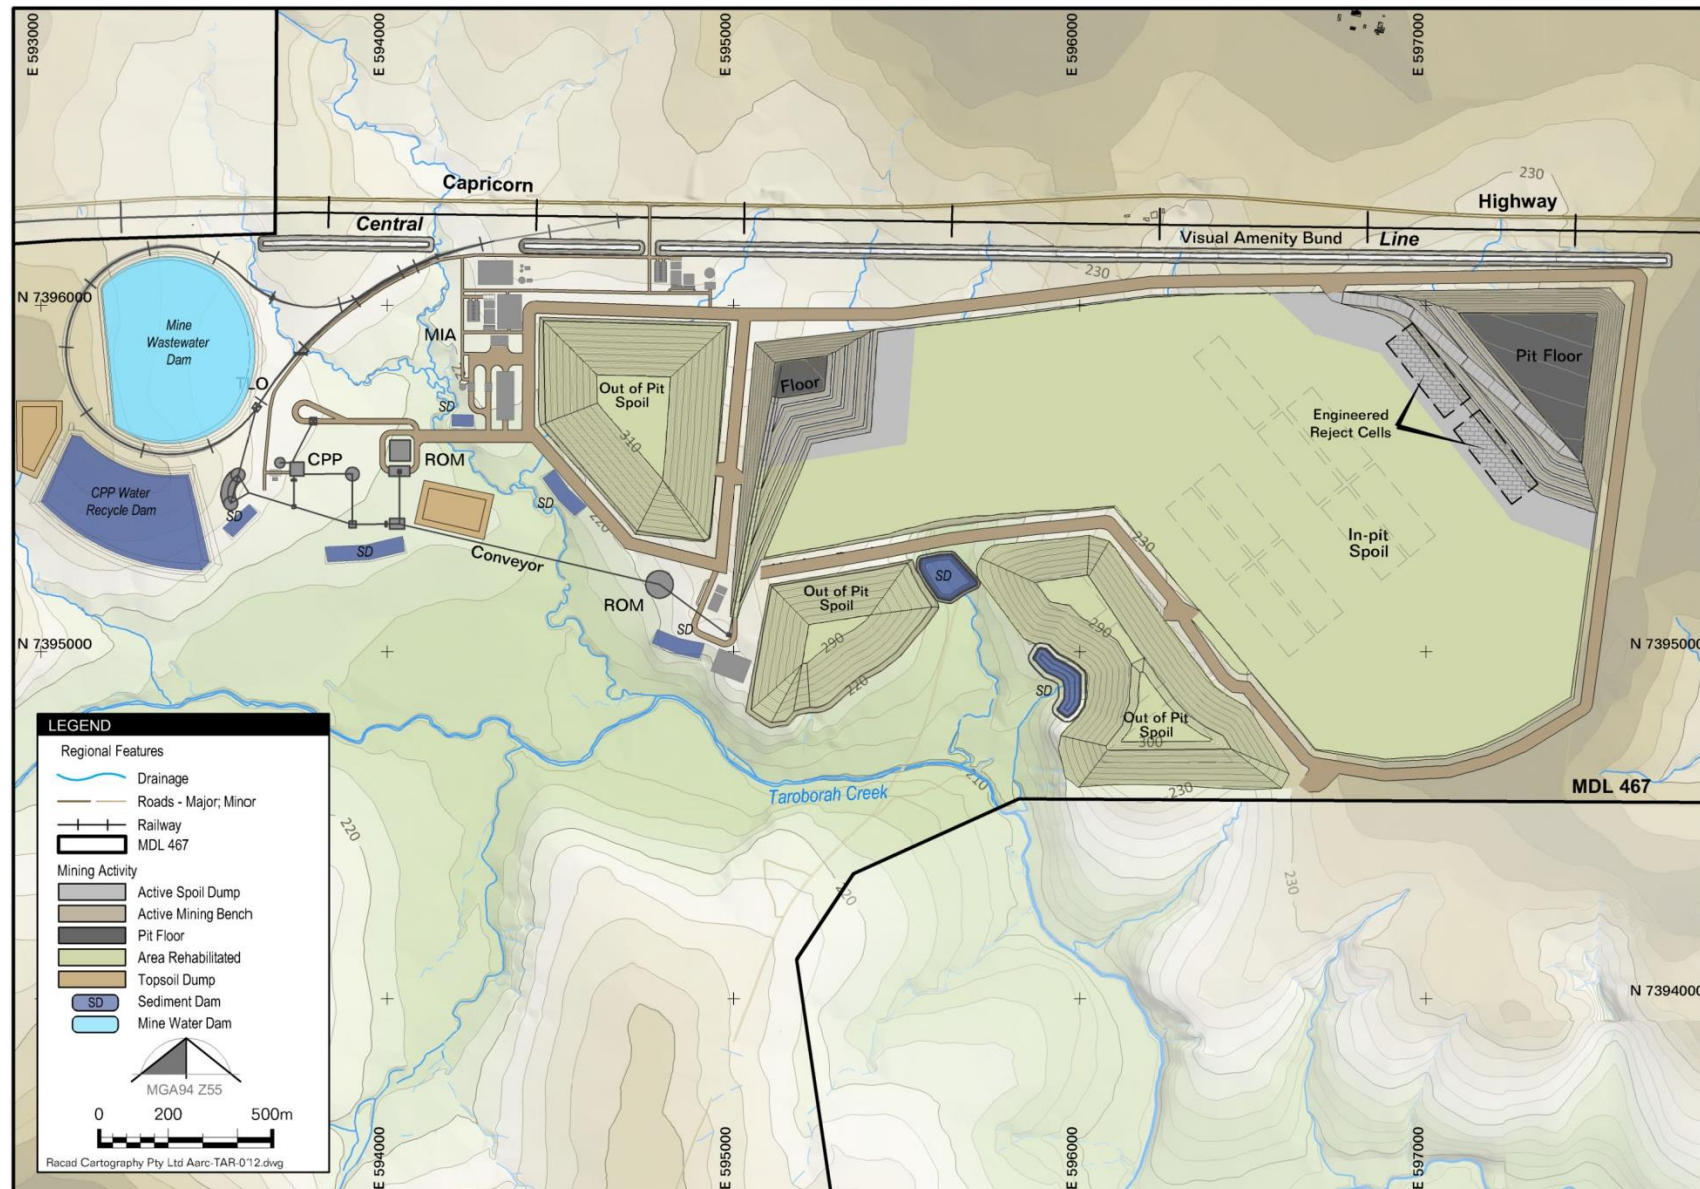 E 593000
E 594000
E 595000
E 596000
E 597000
230
Capricorn
Highway
Central
Visual Amenity Bund
Line
230
N 7396000
Mine
Wastewater
Dam
MIA
TLO
Out of Pit
Spoil
310
Floor
Pit Floor
Engineered
Reject Cells
SD
CPP
ROM
CPP Water
Recycle Dam
SD
SD
SD
220
Conveyor
ROM
SD
230
In-pit
Spoil
SD
Out of Pit
Spoil
290
220
290
SD
Out of Pit
Spoil
300
N 7395000
N 7395000
210
230
MDL 467
Taroborah Creek
220
220
230
N 7394000
LEGEND
Regional Features
Drainage
Roads - Major; Minor
Railway
MDL 467
Mining Activity
Active Spoil Dump
Active Mining Bench
Pit Floor
Area Rehabilitated
Topsoil Dump
SD
Sediment Dam
Mine Water Dam
MGA94 Z55
0 200 500m
Racad Cartography Pty Ltd Aarc-TAR-0'12.dwg
E 594000
E 595000
E 596000
E 597000